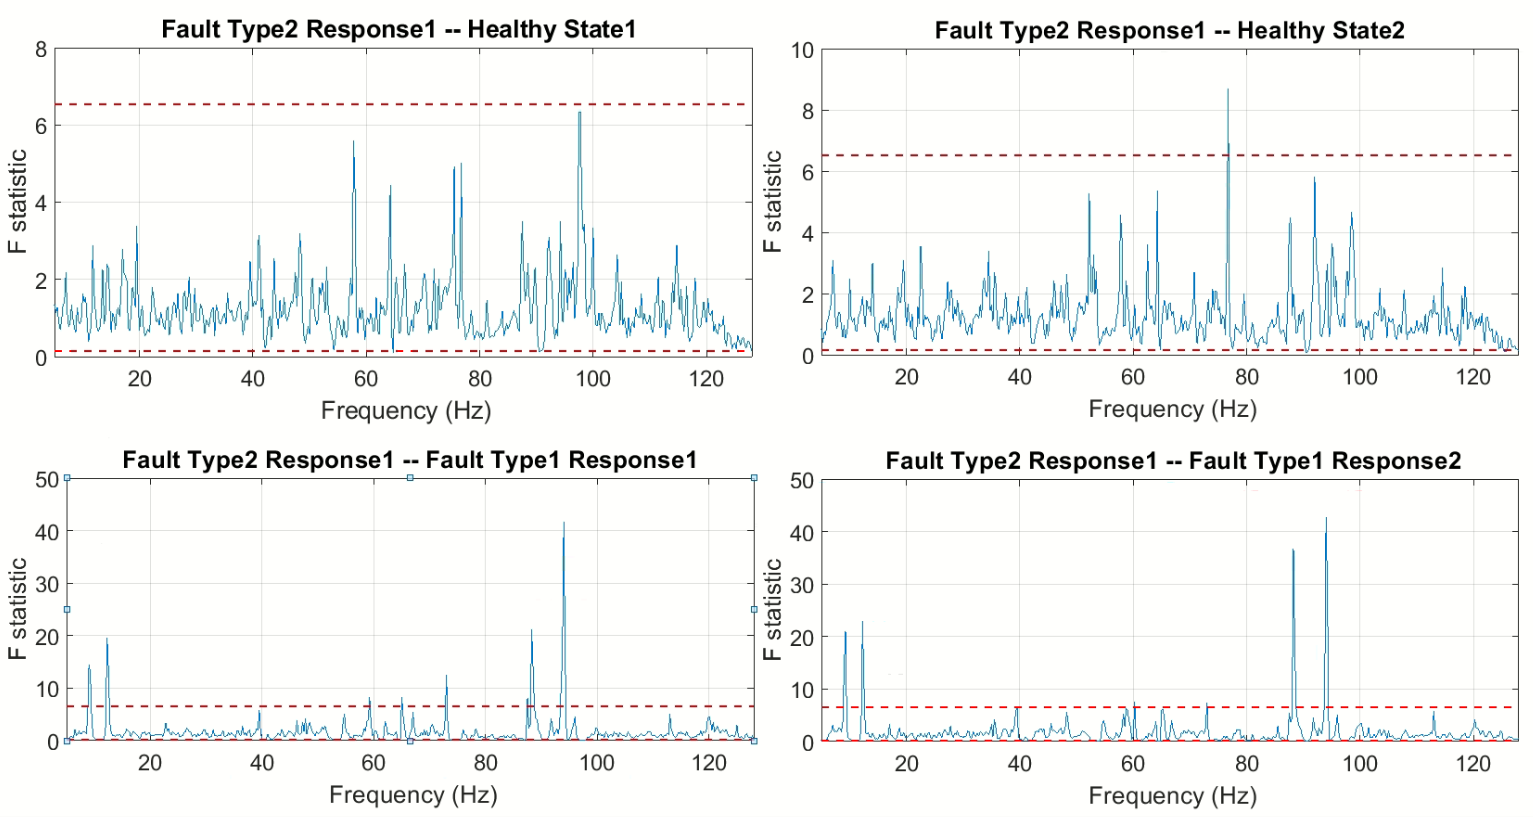 Fault Type2 Response1 -- Healthy State1
8
6
4
2
0
F statistic
20 40 60 80 100 120
Frequency (Hz)
Fault Type2 Response1 -- Healthy State2
10
8
6
4
2
0
F statistic
20 40 60 80 100 120
Frequency (Hz)
Fault Type2 Response1 -- Fault Type1 Response1
50
40
30
20
10
0
F statistic
20 40 60 80 100 120
Frequency (Hz)
Fault Type2 Response1 -- Fault Type1 Response2
50
40
30
20
10
0
F statistic
20 40 60 80 100 120
Frequency (Hz)